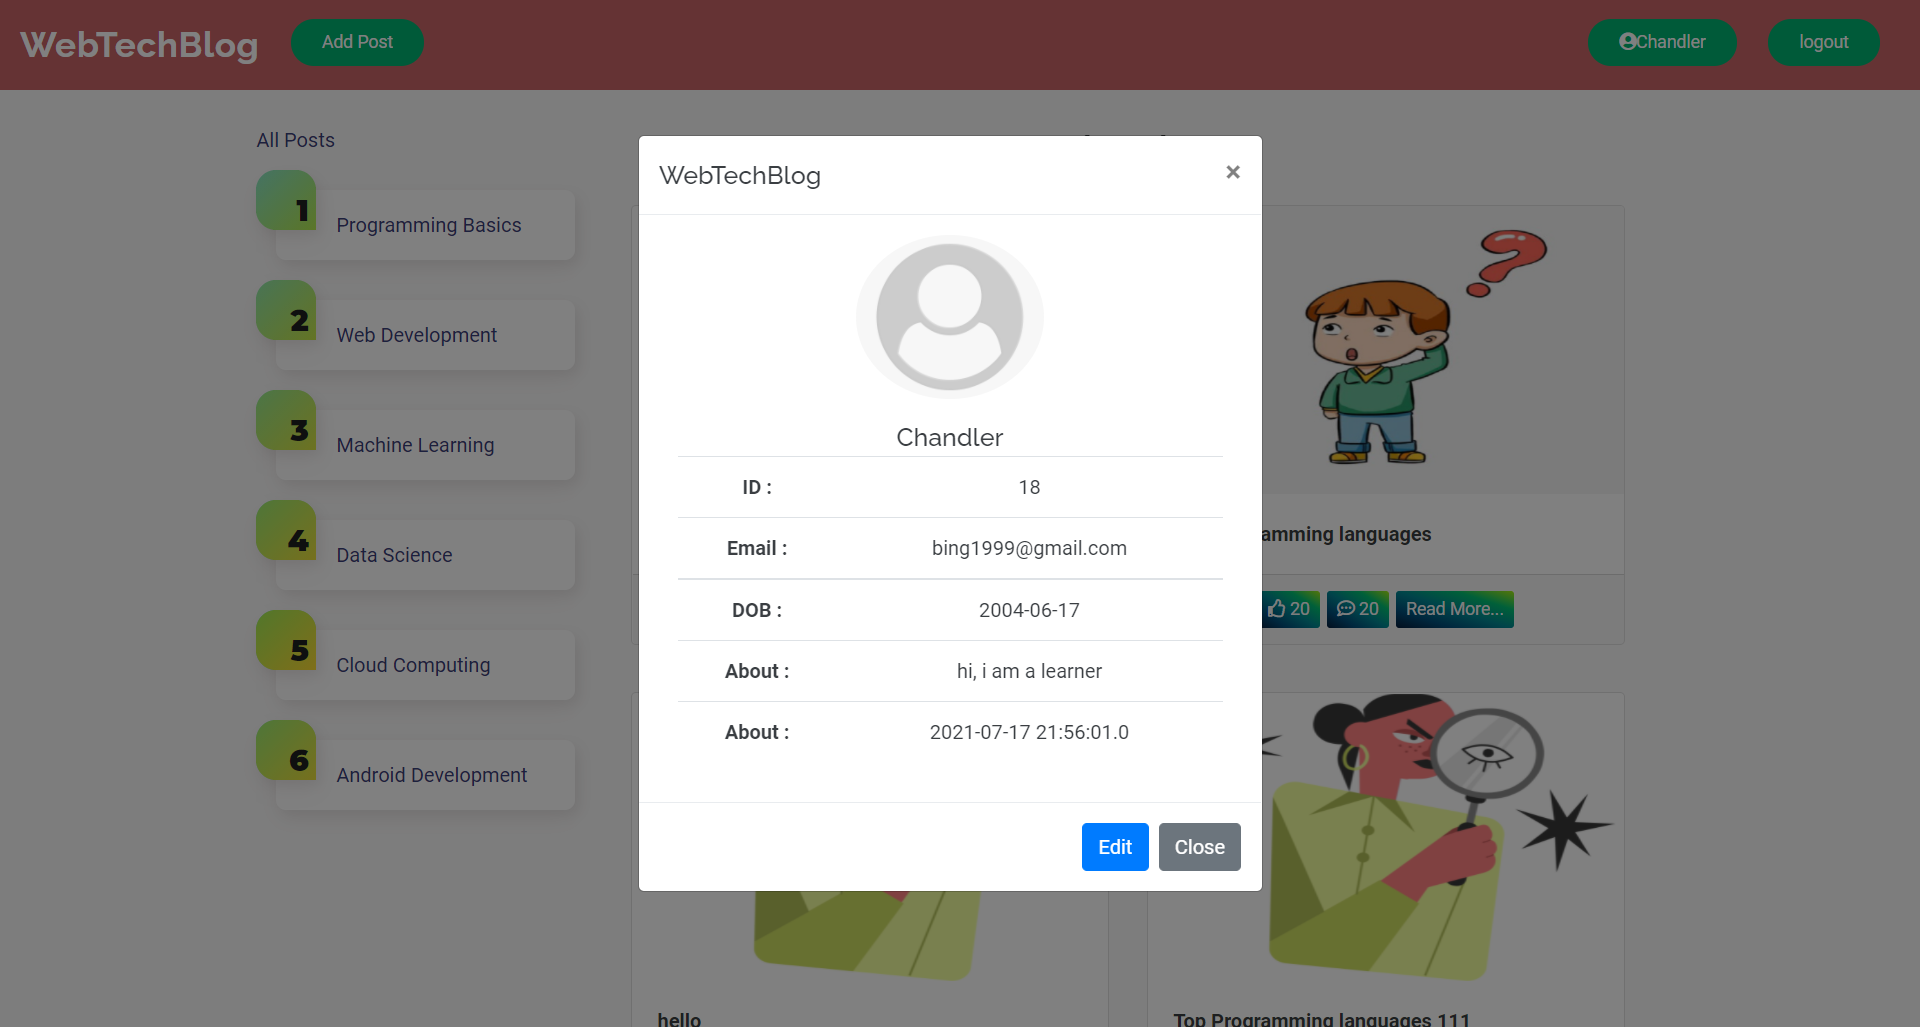 WebTechBlog
Add Post
Chandler
logout
All Posts
1
Programming Basics
2
Web Development
3
Machine Learning
4
Data Science
5
Cloud Computing
6
Android Development
WebTechBlog
×
Chandler
ID : 18
Email : bing1999@gmail.com
DOB : 2004-06-17
About : hi, i am a learner
About : 2021-07-17 21:56:01.0
Edit
Close
amming languages
20
20
Read More...
hello
Top Programming languages 111